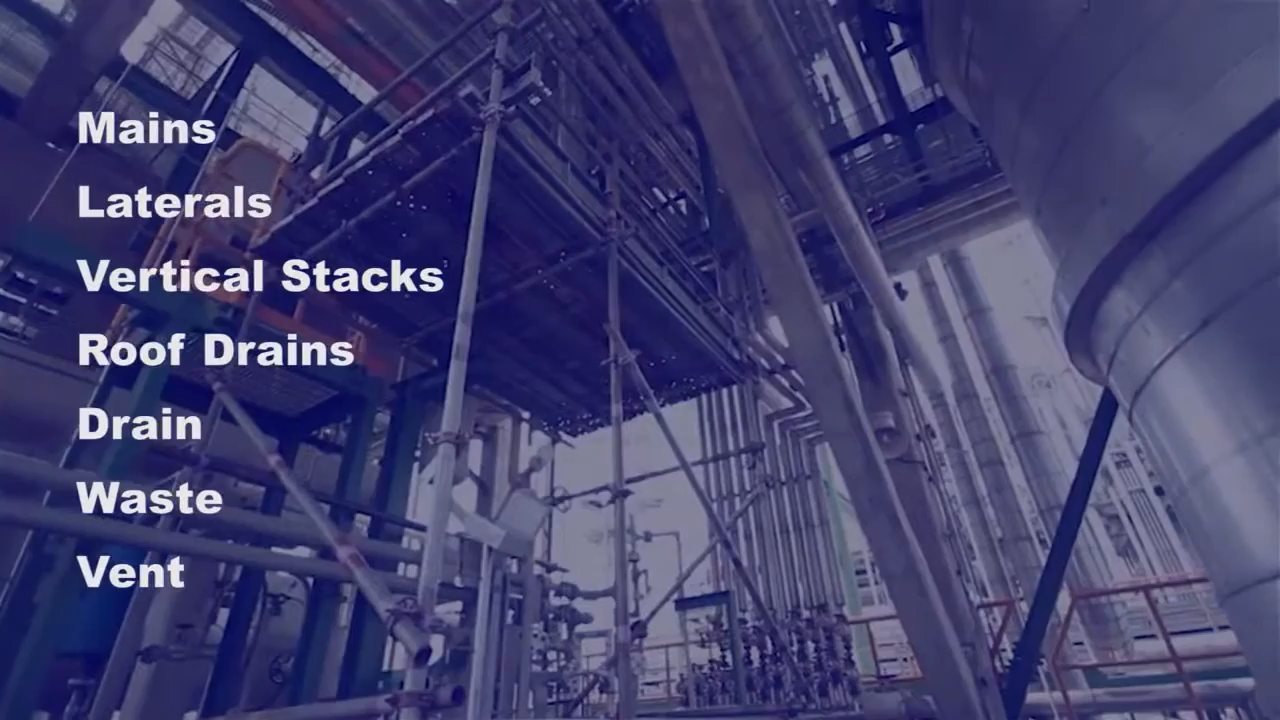 Mains
Laterals
Vertical Stacks
Roof Drains
Drain
Waste
Vent